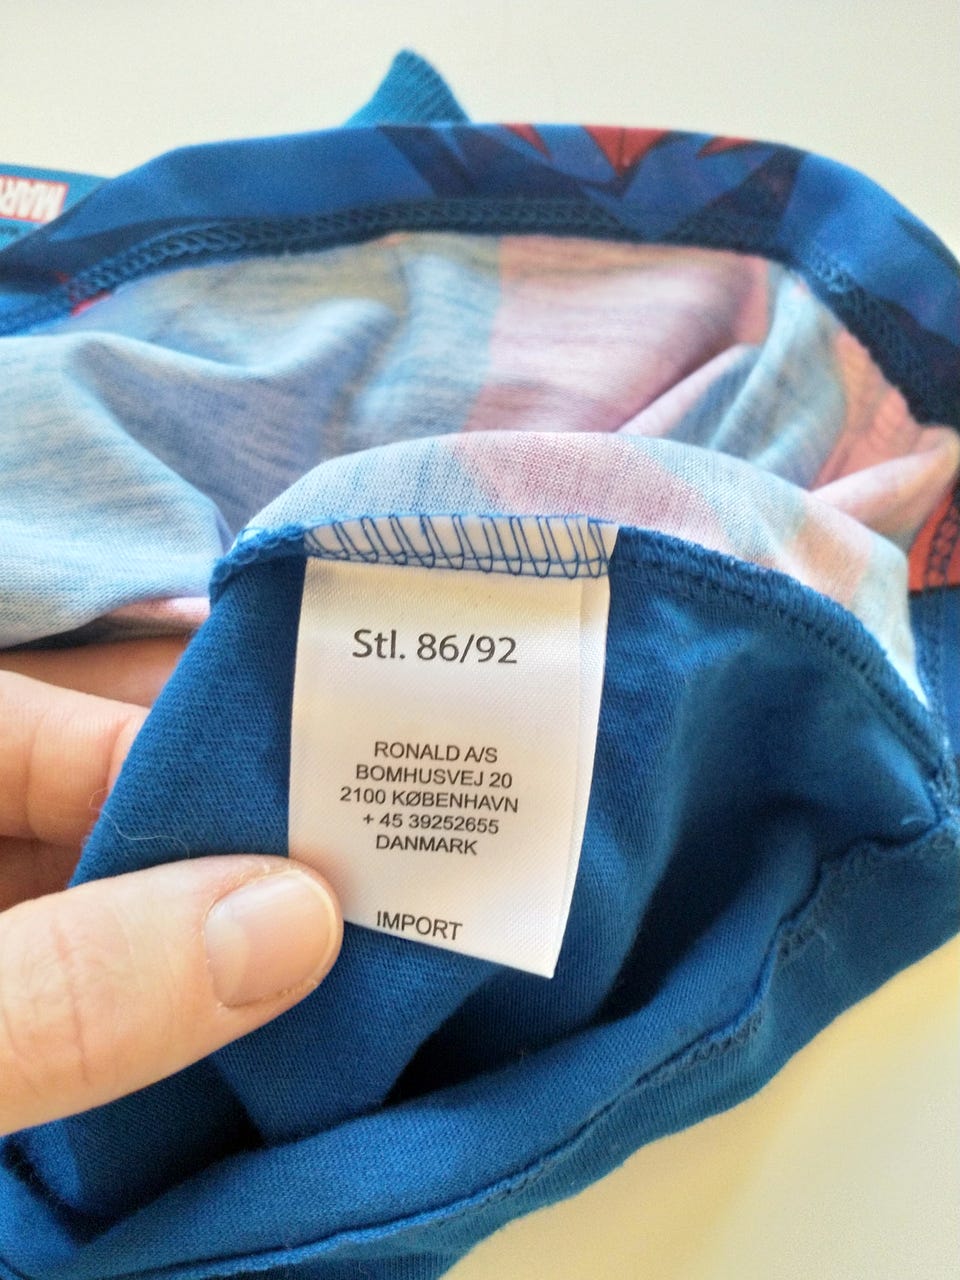 Stl. 86/92
RONALD A/S
BOMHUSVEJ 20
2100 KØBENHAVN
+ 45 39252655
DANMARK
IMPORT